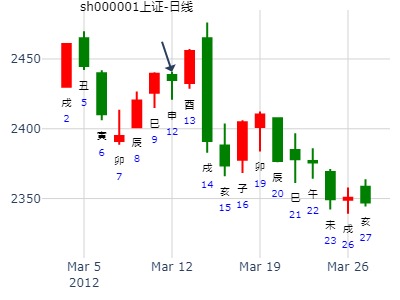 sh000001上证-日线
2450
2400
2350
戌
2
丑
5
寅
6
卯
7
辰
8
巳
9
申
12
酉
13
戌
14
亥
15
子
16
卯
19
辰
20
巳
21
午
22
未
23
戌
26
亥
27
Mar 5
2012
Mar 12
Mar 19
Mar 26